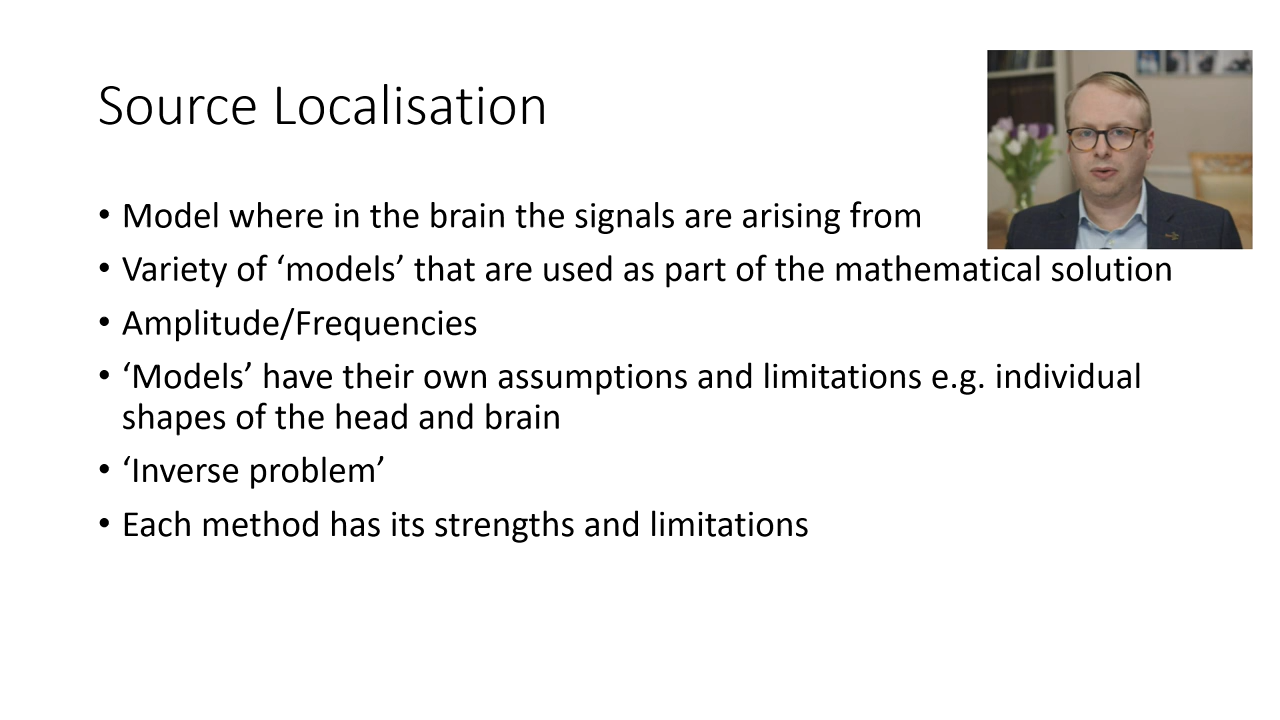 Source Localisation
• Model where in the brain the signals are arising from
• Variety of ‘models’ that are used as part of the mathematical solution
• Amplitude/Frequencies
• ‘Models’ have their own assumptions and limitations e.g. individual
shapes of the head and brain
• ‘Inverse problem’
• Each method has its strengths and limitations